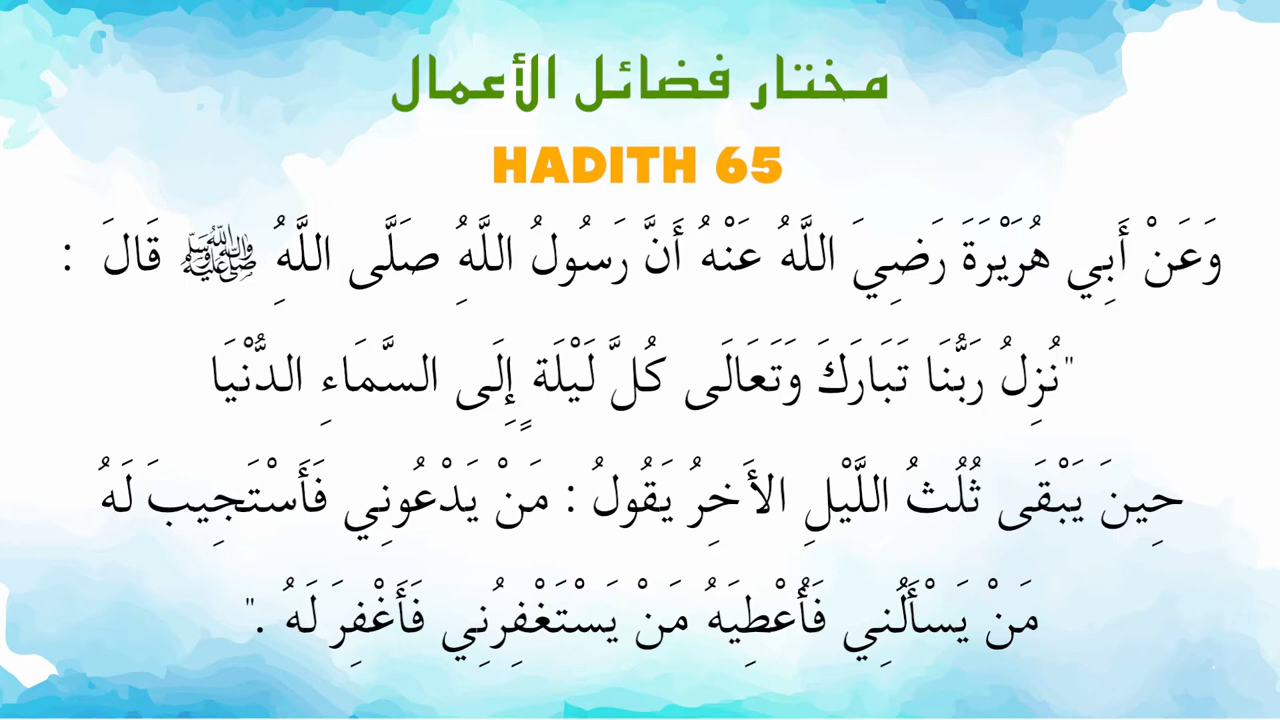 مختار فضائل الأعمال
HADITH 65
وَعَنْ أَبِي هُرَيْرَةَ رَضِيَ اللَّهُ عَنْهُ أَنَّ رَسُولُ اللَّهِ صَلَّى اللَّهِ ﷺ قَالَ :
"نُزِلُ رَبُّنَا تَبَارَكَ وَتَعَالَى كُلَّ لَيْلَةٍ إِلَى السَّمَاءِ الدُّنْيَا
حِينَ يَبْقَى ثُلُثُ اللَّيْلِ الأَخِرُ يَقُولُ : مَنْ يَدْعُونِي فَأَسْتَجِيبَ لَهُ
مَنْ يَسْأَلُنِي فَأُعْطِيَهُ مَنْ يَسْتَغْفِرُنِي فَأَغْفِرَ لَهُ ."